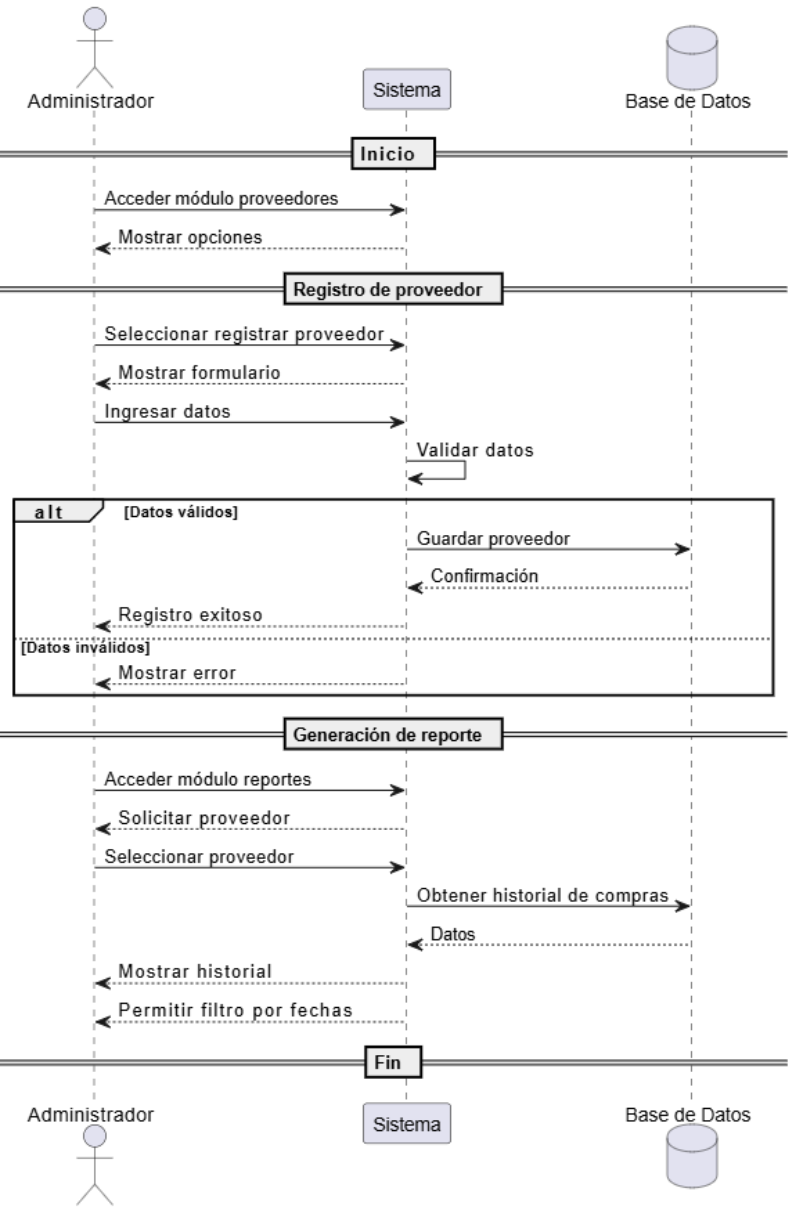 Administrador
Sistema
Base de Datos
Inicio
Acceder módulo proveedores
Mostrar opciones
Registro de proveedor
Seleccionar registrar proveedor
Mostrar formulario
Ingresar datos
Validar datos
alt
[Datos válidos]
Guardar proveedor
Confirmación
Registro exitoso
[Datos inválidos]
Mostrar error
Generación de reporte
Acceder módulo reportes
Solicitar proveedor
Seleccionar proveedor
Obtener historial de compras
Datos
Mostrar historial
Permitir filtro por fechas
Fin
Administrador
Sistema
Base de Datos